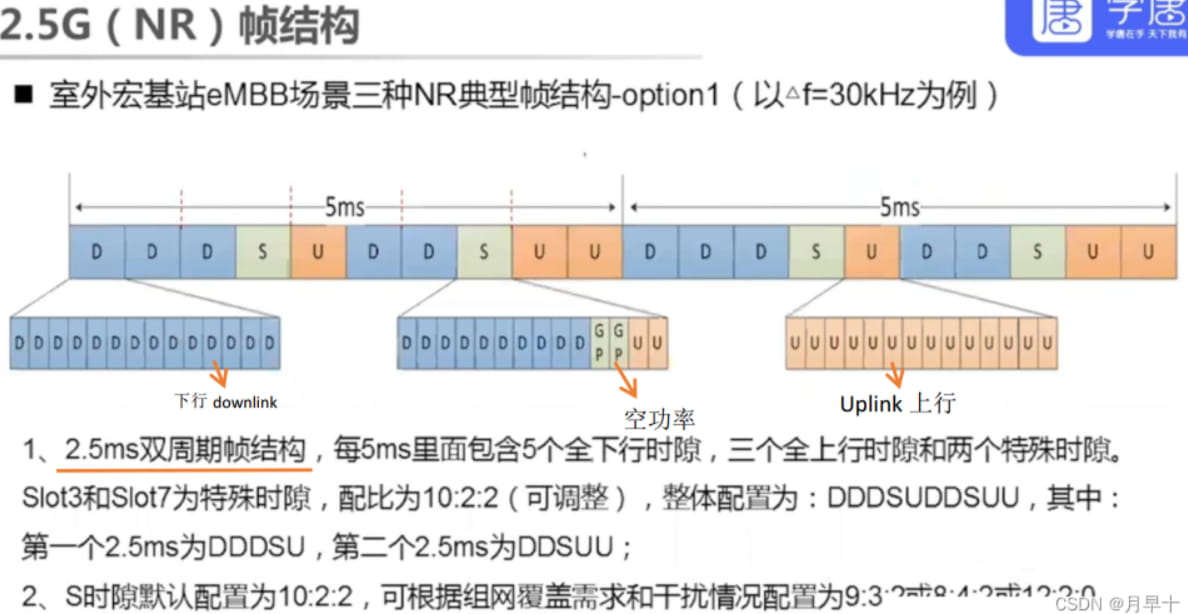 2.5G（NR）帧结构
学唐
学唐在手 天下我有
■ 室外宏基站eMBB场景三种NR典型帧结构-option1（以△f=30kHz为例）
5ms 5ms
D D D S U D D S U U D D D S U D D S U U
D D D D D D D D D D D D D D D D D D D D D D D D GP GP U U U U U U U U U U U U U U U U
下行 downlink
空功率
Uplink 上行
1、2.5ms双周期帧结构，每5ms里面包含5个全下行时隙，三个全上行时隙和两个特殊时隙。
Slot3和Slot7为特殊时隙，配比为10:2:2（可调整），整体配置为：DDDSUDDSUU，其中：
第一个2.5ms为DDDSU，第二个2.5ms为DDSUU；
2、S时隙默认配置为10:2:2，可根据组网覆盖需求和干扰情况配置为9:3:2或8:4:2或12:2:0
CSDN @月早十